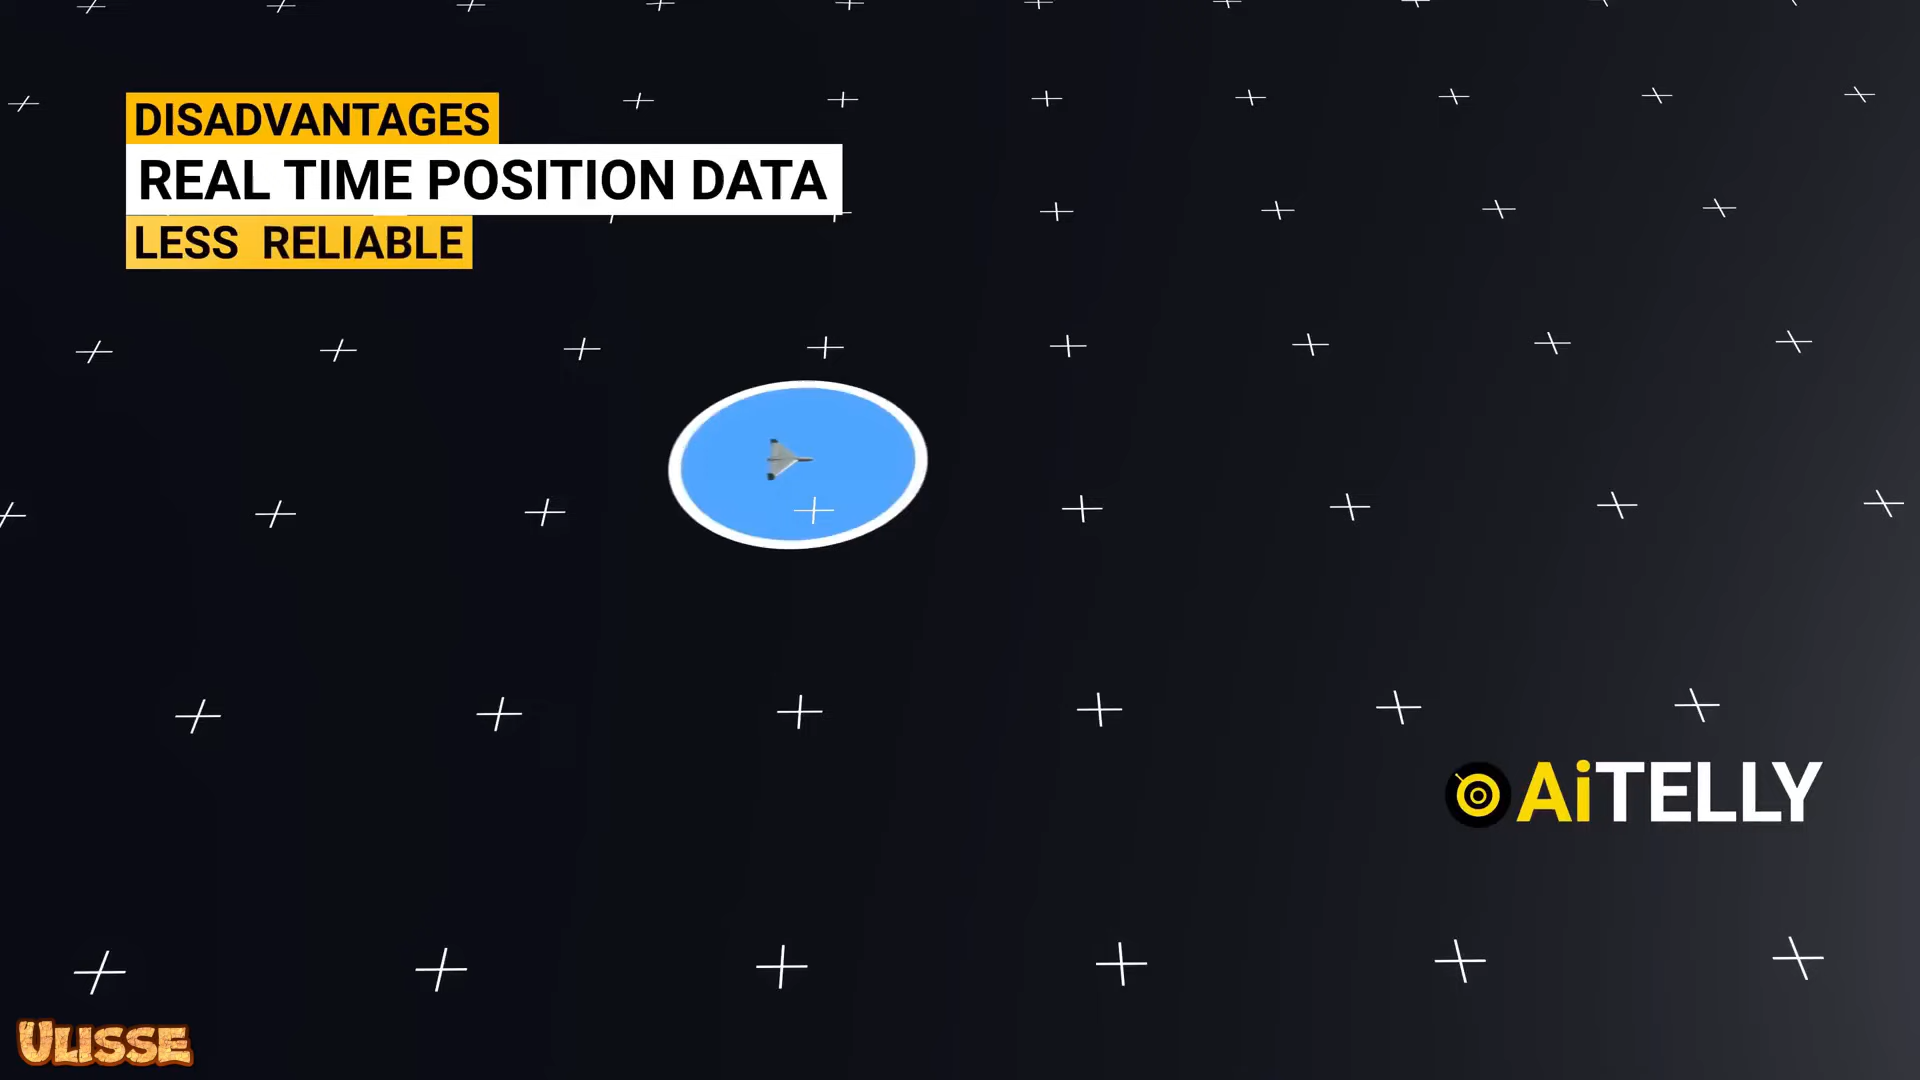 DISADVANTAGES
REAL TIME POSITION DATA
LESS RELIABLE
AiTELLY
ULISSE